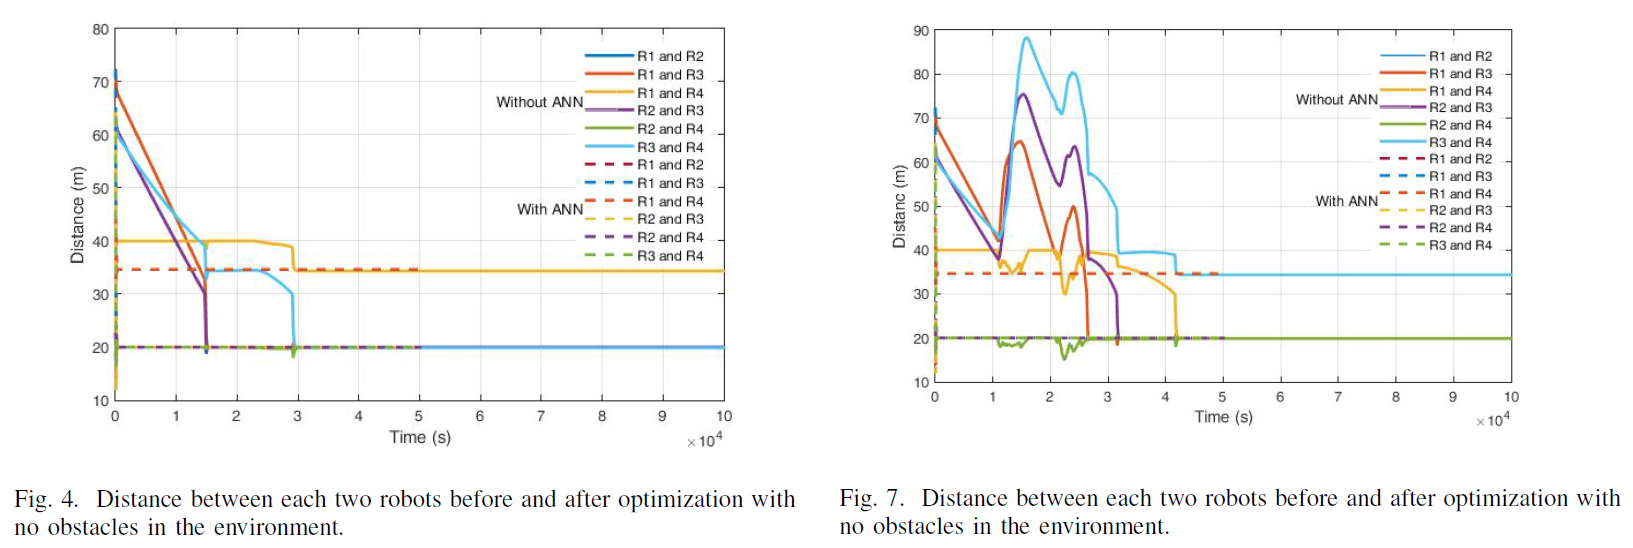 80
70
60
50
40
30
20
10
Distance (m)
0
1
2
3
4
5
6
7
8
9
10
Time (s)
×10⁴
Without ANN
R1 and R2
R1 and R3
R1 and R4
R2 and R3
R2 and R4
R3 and R4
With ANN
R1 and R2
R1 and R3
R1 and R4
R2 and R3
R2 and R4
R3 and R4
Fig. 4. Distance between each two robots before and after optimization with
no obstacles in the environment.
90
80
70
60
50
40
30
20
10
Distanc (m)
0
1
2
3
4
5
6
7
8
9
10
Time (s)
×10⁴
Without ANN
R1 and R2
R1 and R3
R1 and R4
R2 and R3
R2 and R4
R3 and R4
With ANN
R1 and R2
R1 and R3
R1 and R4
R2 and R3
R2 and R4
R3 and R4
Fig. 7. Distance between each two robots before and after optimization with
no obstacles in the environment.